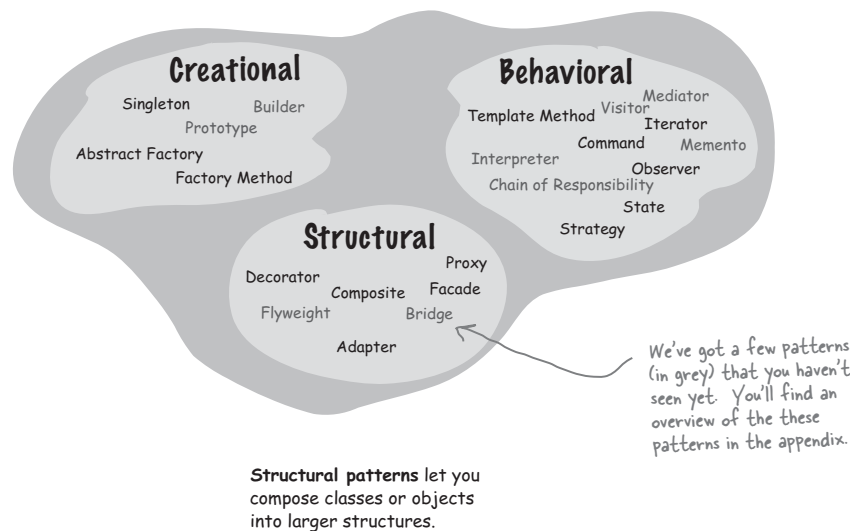 Creational
Singleton
Builder
Prototype
Abstract Factory
Factory Method
Behavioral
Mediator
Template Method
Visitor
Iterator
Command
Memento
Interpreter
Observer
Chain of Responsibility
State
Strategy
Structural
Proxy
Decorator
Composite
Facade
Flyweight
Bridge
Adapter
We've got a few patterns
(in grey) that you haven't
seen yet. You'll find an
overview of the these
patterns in the appendix.
Structural patterns let you
compose classes or objects
into larger structures.